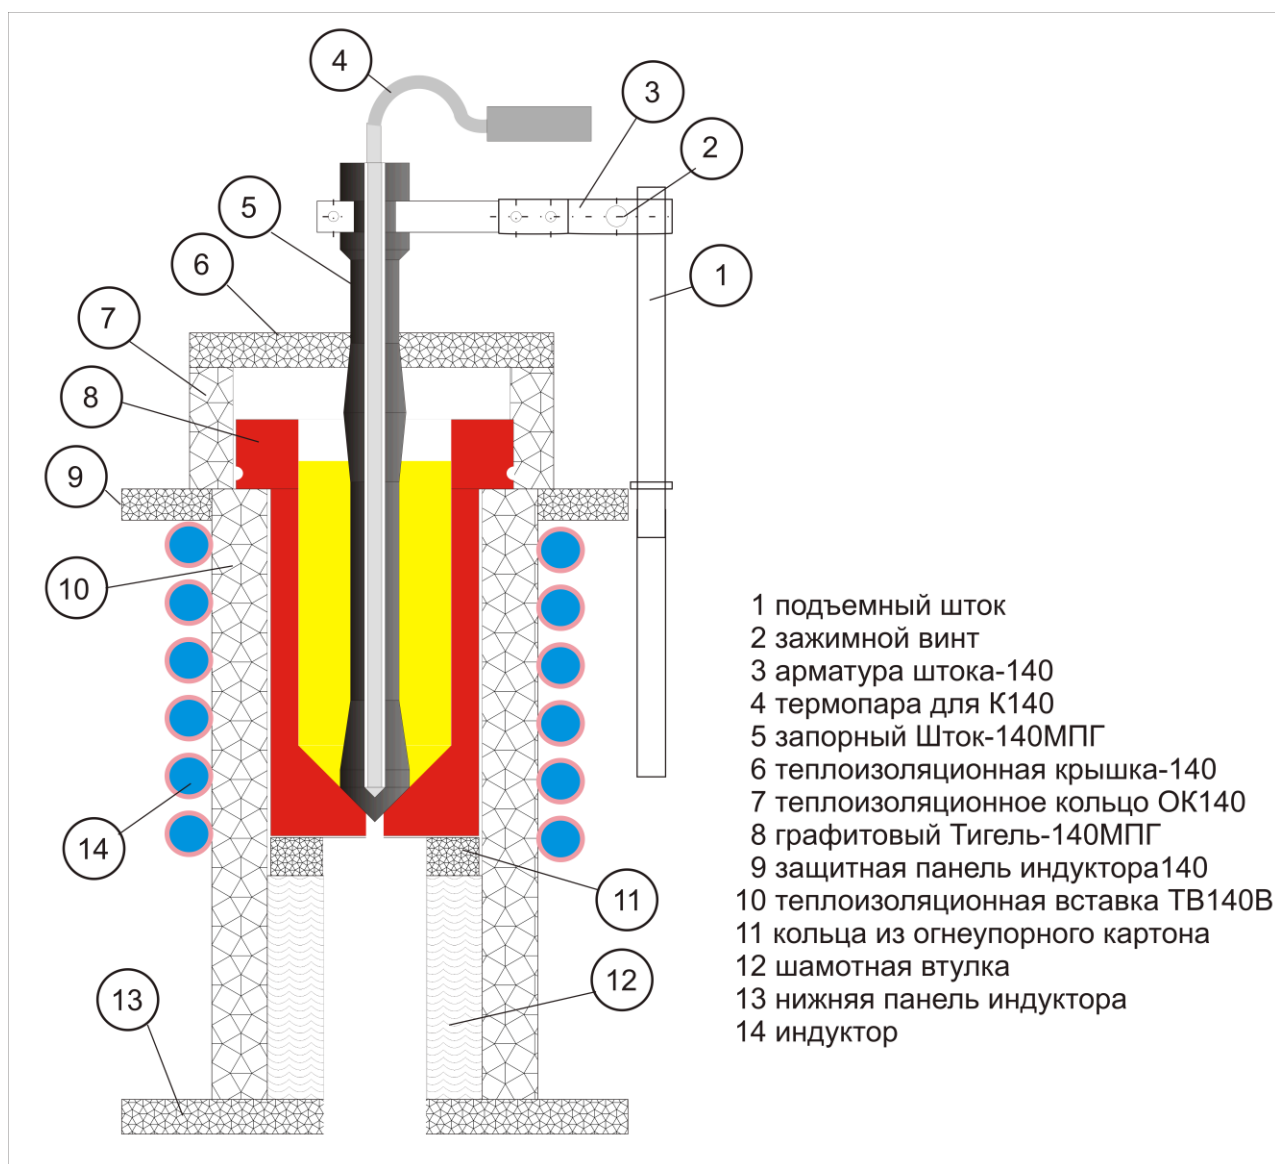 4
3
2
5
1
6
7
8
9
10
14
11
12
13
1 подъемный шток
2 зажимной винт
3 арматура штока-140
4 термопара для К140
5 запорный Шток-140МПГ
6 теплоизоляционная крышка-140
7 теплоизоляционное кольцо ОК140
8 графитовый Тигель-140МПГ
9 защитная панель индуктора140
10 теплоизоляционная вставка ТВ140В
11 кольца из огнеупорного картона
12 шамотная втулка
13 нижняя панель индуктора
14 индуктор